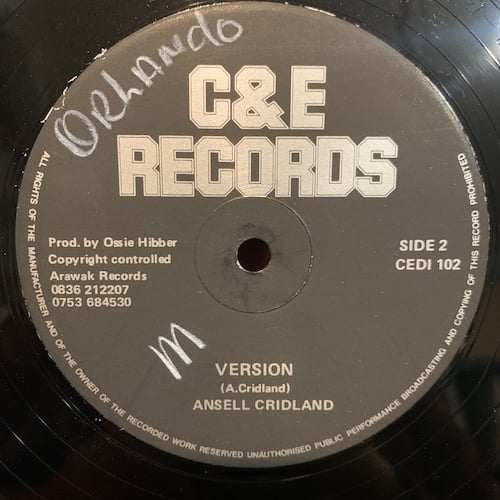 ORLANDO
C&E
RECORDS
Prod. by Ossie Hibber
Copyright controlled
Arawak Records
0836 212207
0753 684530
SIDE 2
CEDI 102
M
VERSION
(A.Cridland)
ANSELL CRIDLAND
ALL RIGHTS OF THE MANUFACTURER AND OF THE OWNER OF THE RECORDED WORK RESERVED UNAUTHORISED PUBLIC PERFORMANCE BROADCASTING AND COPYING OF THIS RECORD PROHIBITED